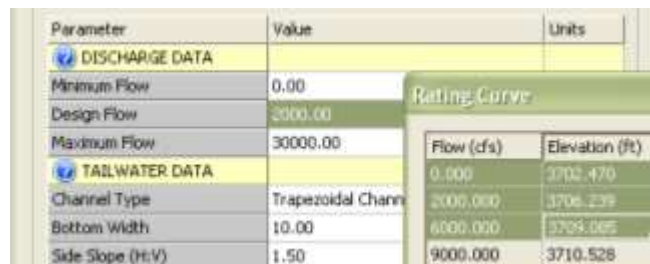 Parameter Value Units
DISCHARGE DATA
Minimum Flow 0.00
Design Flow 2000.00
Maximum Flow 30000.00
TAILWATER DATA
Channel Type Trapezoidal Chann
Bottom Width 10.00
Side Slope (H:V) 1.50
Rating Curve
Flow (cfs) Elevation (ft)
0.000 3702.470
2000.000 3706.239
6000.000 3709.085
9000.000 3710.528